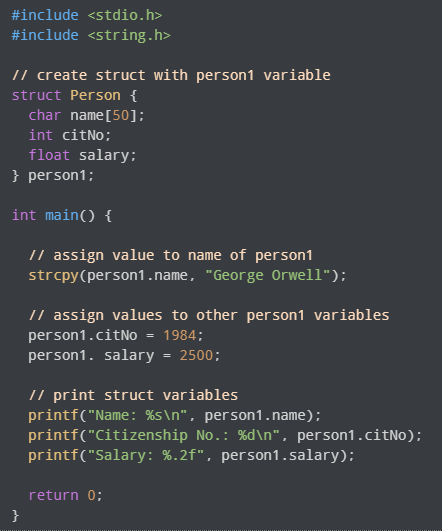 #include <stdio.h>
#include <string.h>
// create struct with person1 variable
struct Person {
  char name[50];
  int citNo;
  float salary;
} person1;
int main() {
  // assign value to name of person1
  strcpy(person1.name, "George Orwell");
  // assign values to other person1 variables
  person1.citNo = 1984;
  person1. salary = 2500;
  // print struct variables
  printf("Name: %s\n", person1.name);
  printf("Citizenship No.: %d\n", person1.citNo);
  printf("Salary: %.2f", person1.salary);
  return 0;
}